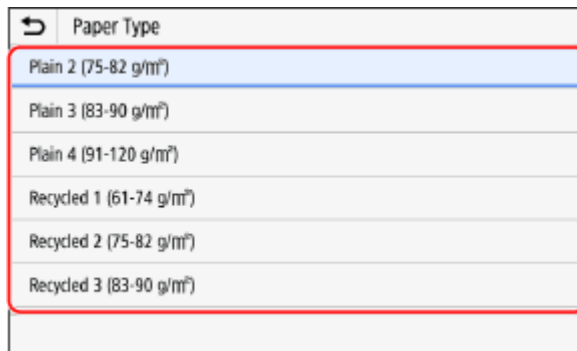 Paper Type
Plain 2 (75-82 g/m²)
Plain 3 (83-90 g/m²)
Plain 4 (91-120 g/m²)
Recycled 1 (61-74 g/m²)
Recycled 2 (75-82 g/m²)
Recycled 3 (83-90 g/m²)